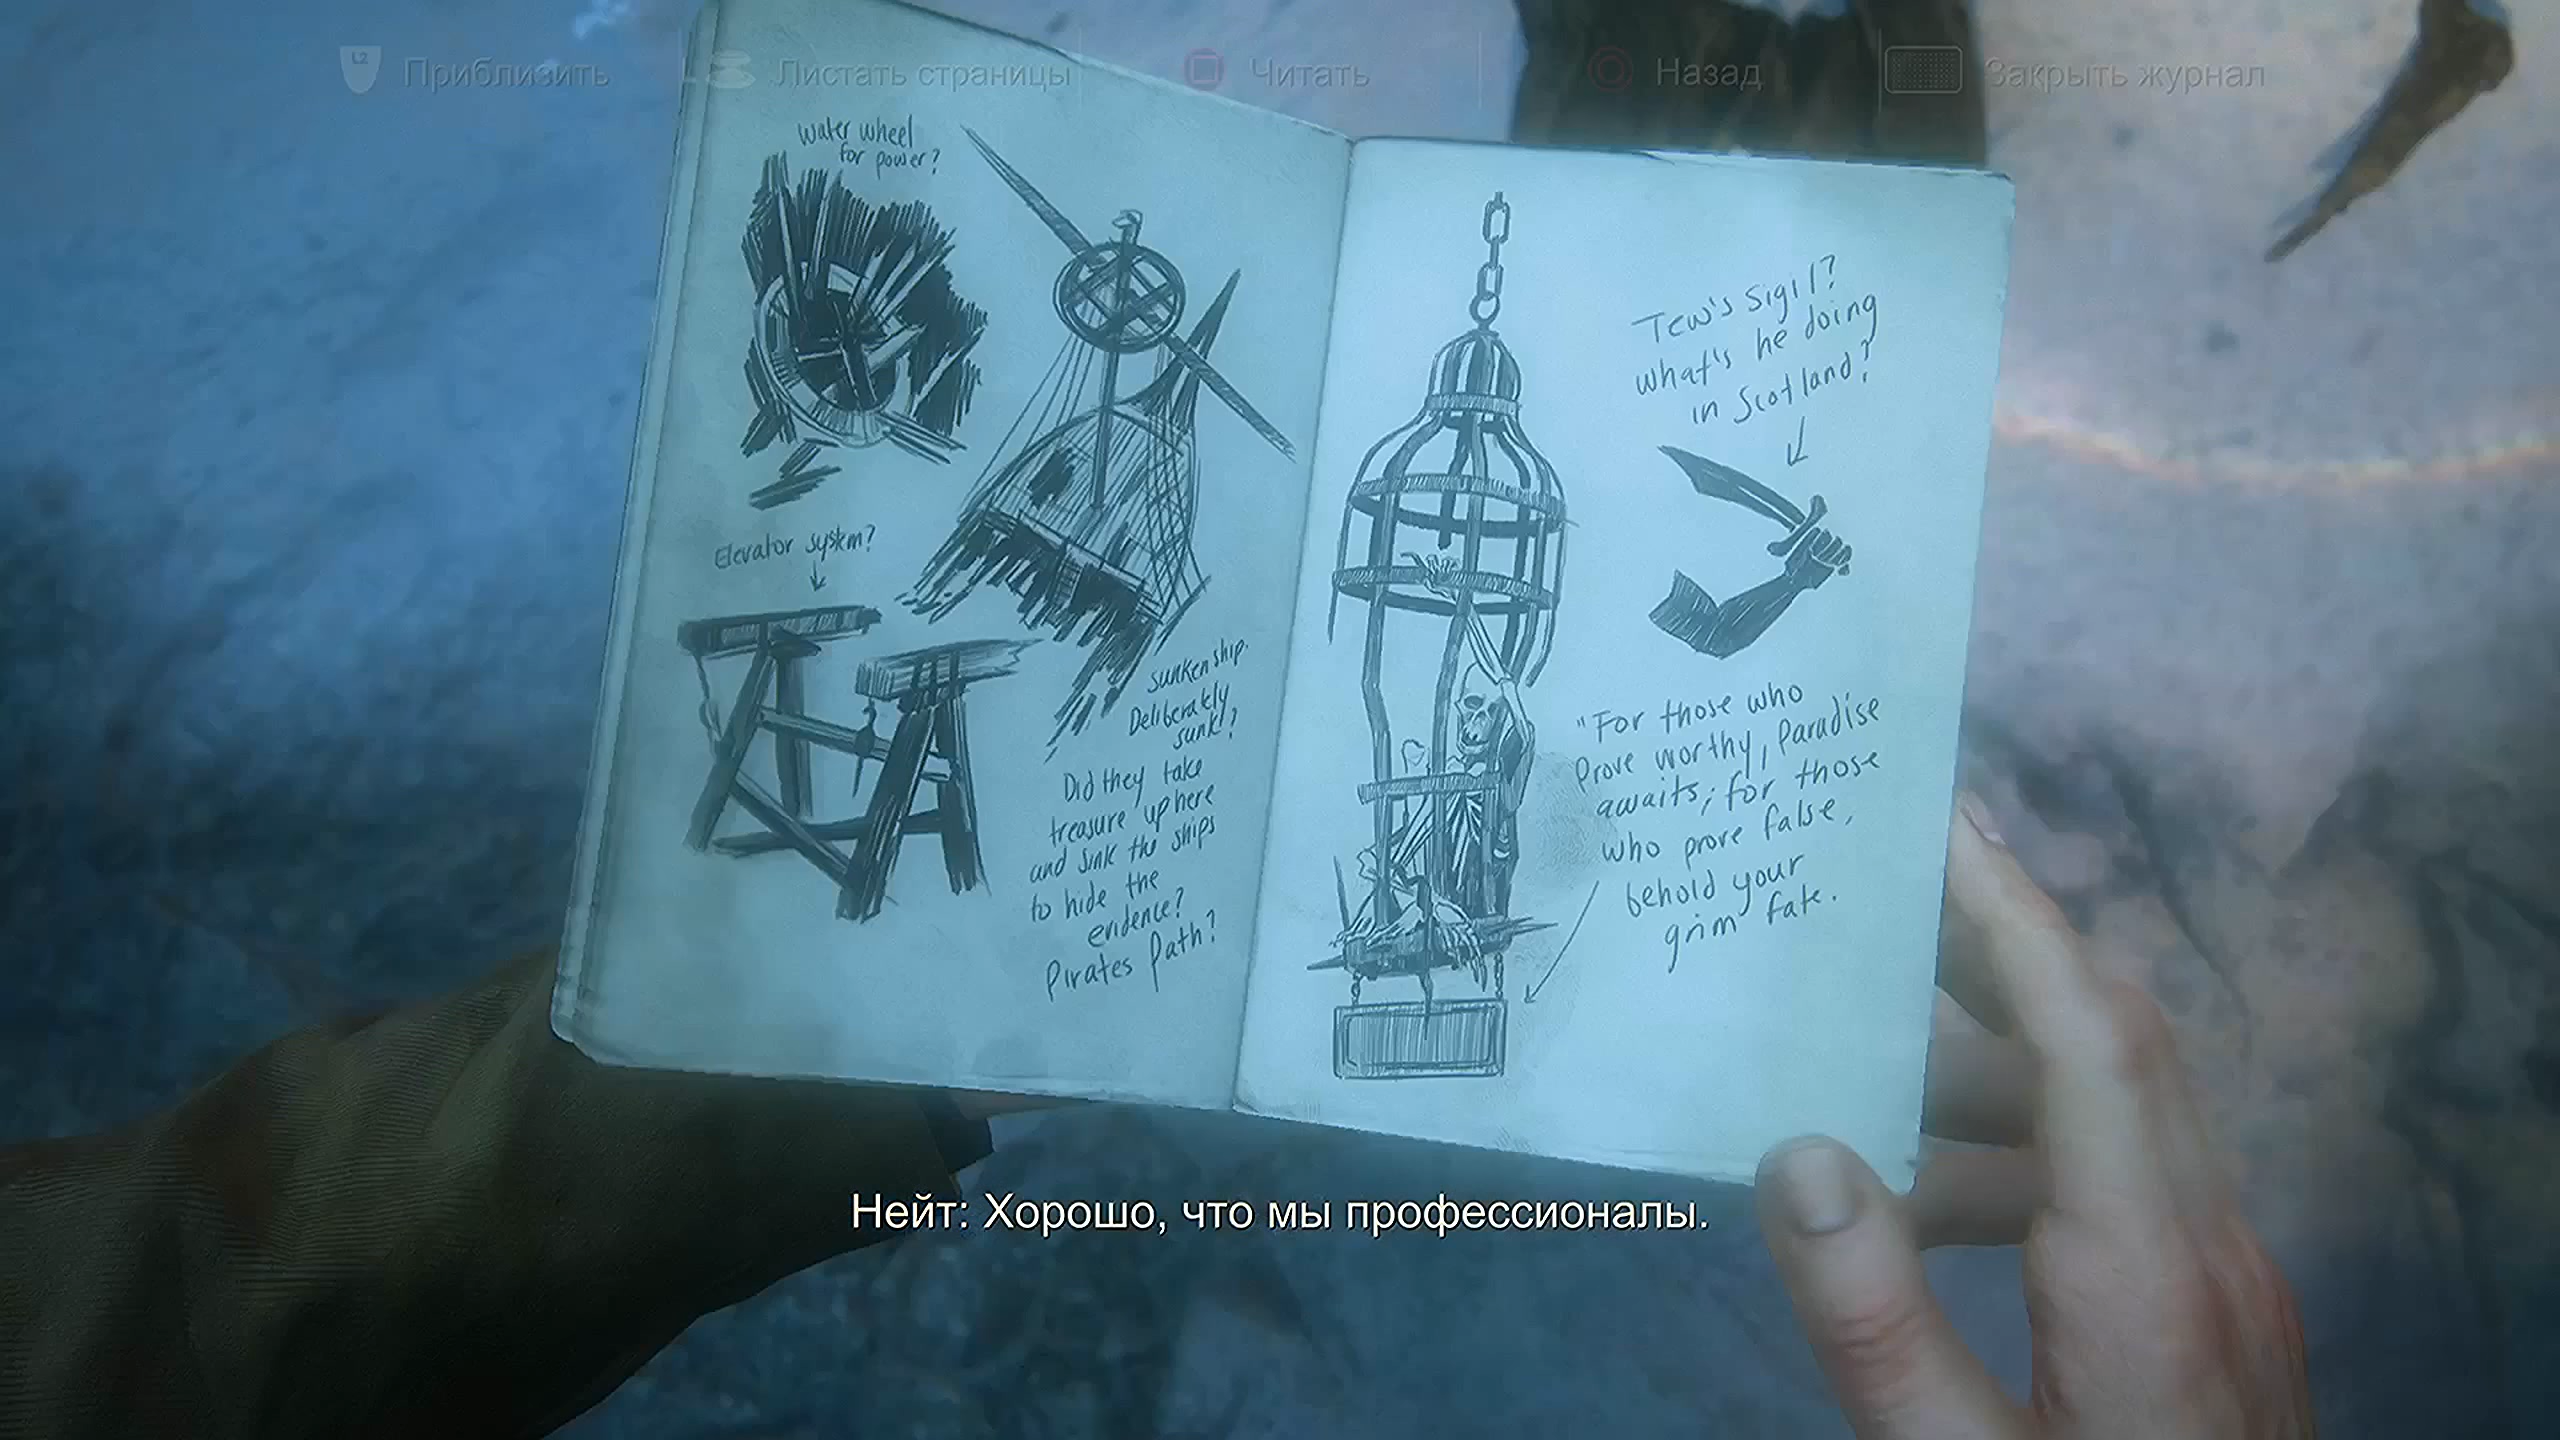 L2 Приблизить
L Листать страницы
Читать
Назад
Закрыть журнал
water wheel
for power?
Elevator system?
sunken ship.
Deliberately
sunk?
Did they take
treasure up here
and sink the ships
to hide the
evidence?
Pirates Path?
Tew's Sigil?
what's he doing
in Scotland?
"For those who
prove worthy, Paradise
awaits; for those
who prove false,
behold your
grim fate.
Нейт: Хорошо, что мы профессионалы.